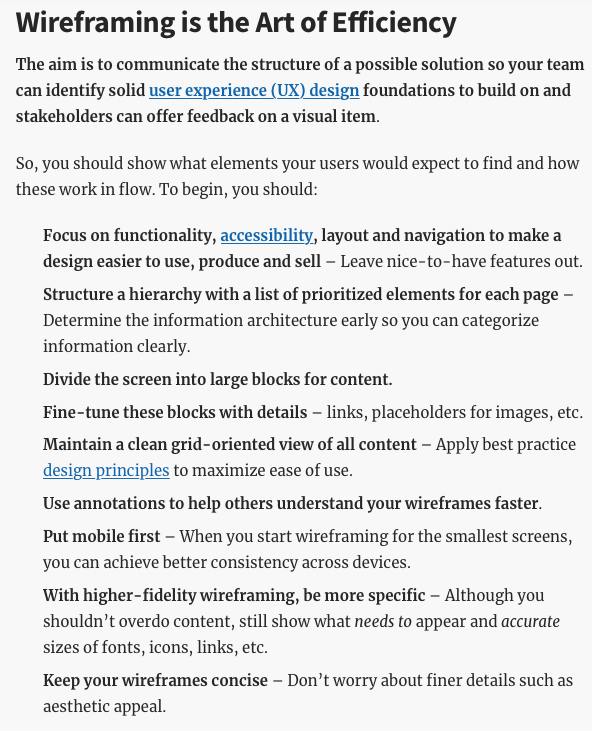 Wireframing is the Art of Efficiency
The aim is to communicate the structure of a possible solution so your team
can identify solid user experience (UX) design foundations to build on and
stakeholders can offer feedback on a visual item.
So, you should show what elements your users would expect to find and how
these work in flow. To begin, you should:
Focus on functionality, accessibility, layout and navigation to make a
design easier to use, produce and sell – Leave nice-to-have features out.
Structure a hierarchy with a list of prioritized elements for each page –
Determine the information architecture early so you can categorize
information clearly.
Divide the screen into large blocks for content.
Fine-tune these blocks with details – links, placeholders for images, etc.
Maintain a clean grid-oriented view of all content – Apply best practice
design principles to maximize ease of use.
Use annotations to help others understand your wireframes faster.
Put mobile first – When you start wireframing for the smallest screens,
you can achieve better consistency across devices.
With higher-fidelity wireframing, be more specific – Although you
shouldn’t overdo content, still show what needs to appear and accurate
sizes of fonts, icons, links, etc.
Keep your wireframes concise – Don’t worry about finer details such as
aesthetic appeal.